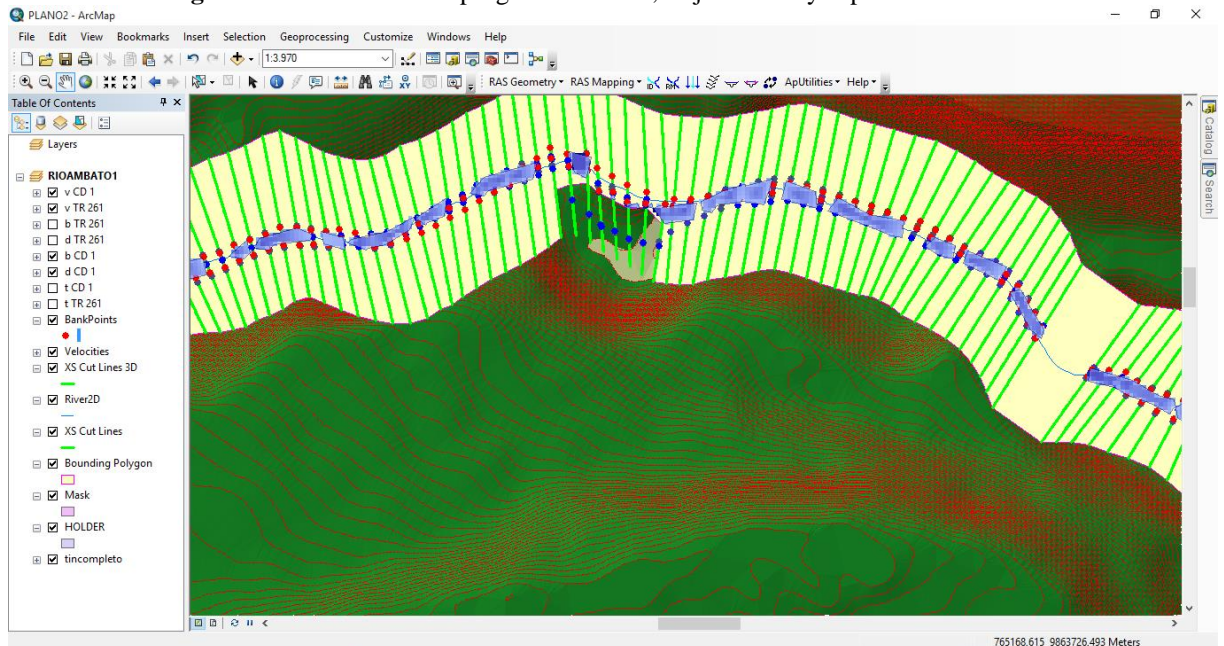 PLANO2 - ArcMap
File Edit View Bookmarks Insert Selection Geoprocessing Customize Windows Help
1:3.970
RAS Geometry RAS Mapping ID RPK ApUtilities Help
Table Of Contents
Layers
RIOAMBATO1
v CD 1
v TR 261
b TR 261
d TR 261
b CD 1
d CD 1
t CD 1
t TR 261
BankPoints
Velocities
XS Cut Lines 3D
River2D
XS Cut Lines
Bounding Polygon
Mask
HOLDER
tincompleto
Catalog
Search
765168.615 9863726.493 Meters